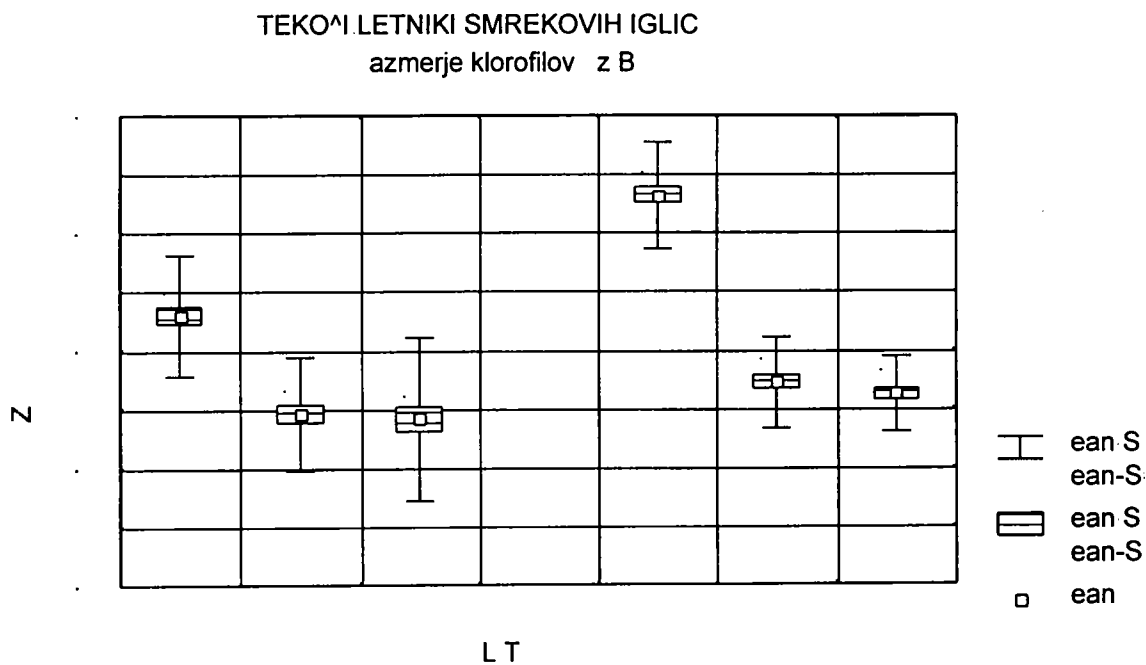 TEKO^I LETNIKI SMREKOVIH IGLIC
azmerje klorofilov z B
Z
ean S
ean-S
ean S
ean-S
ean
L T